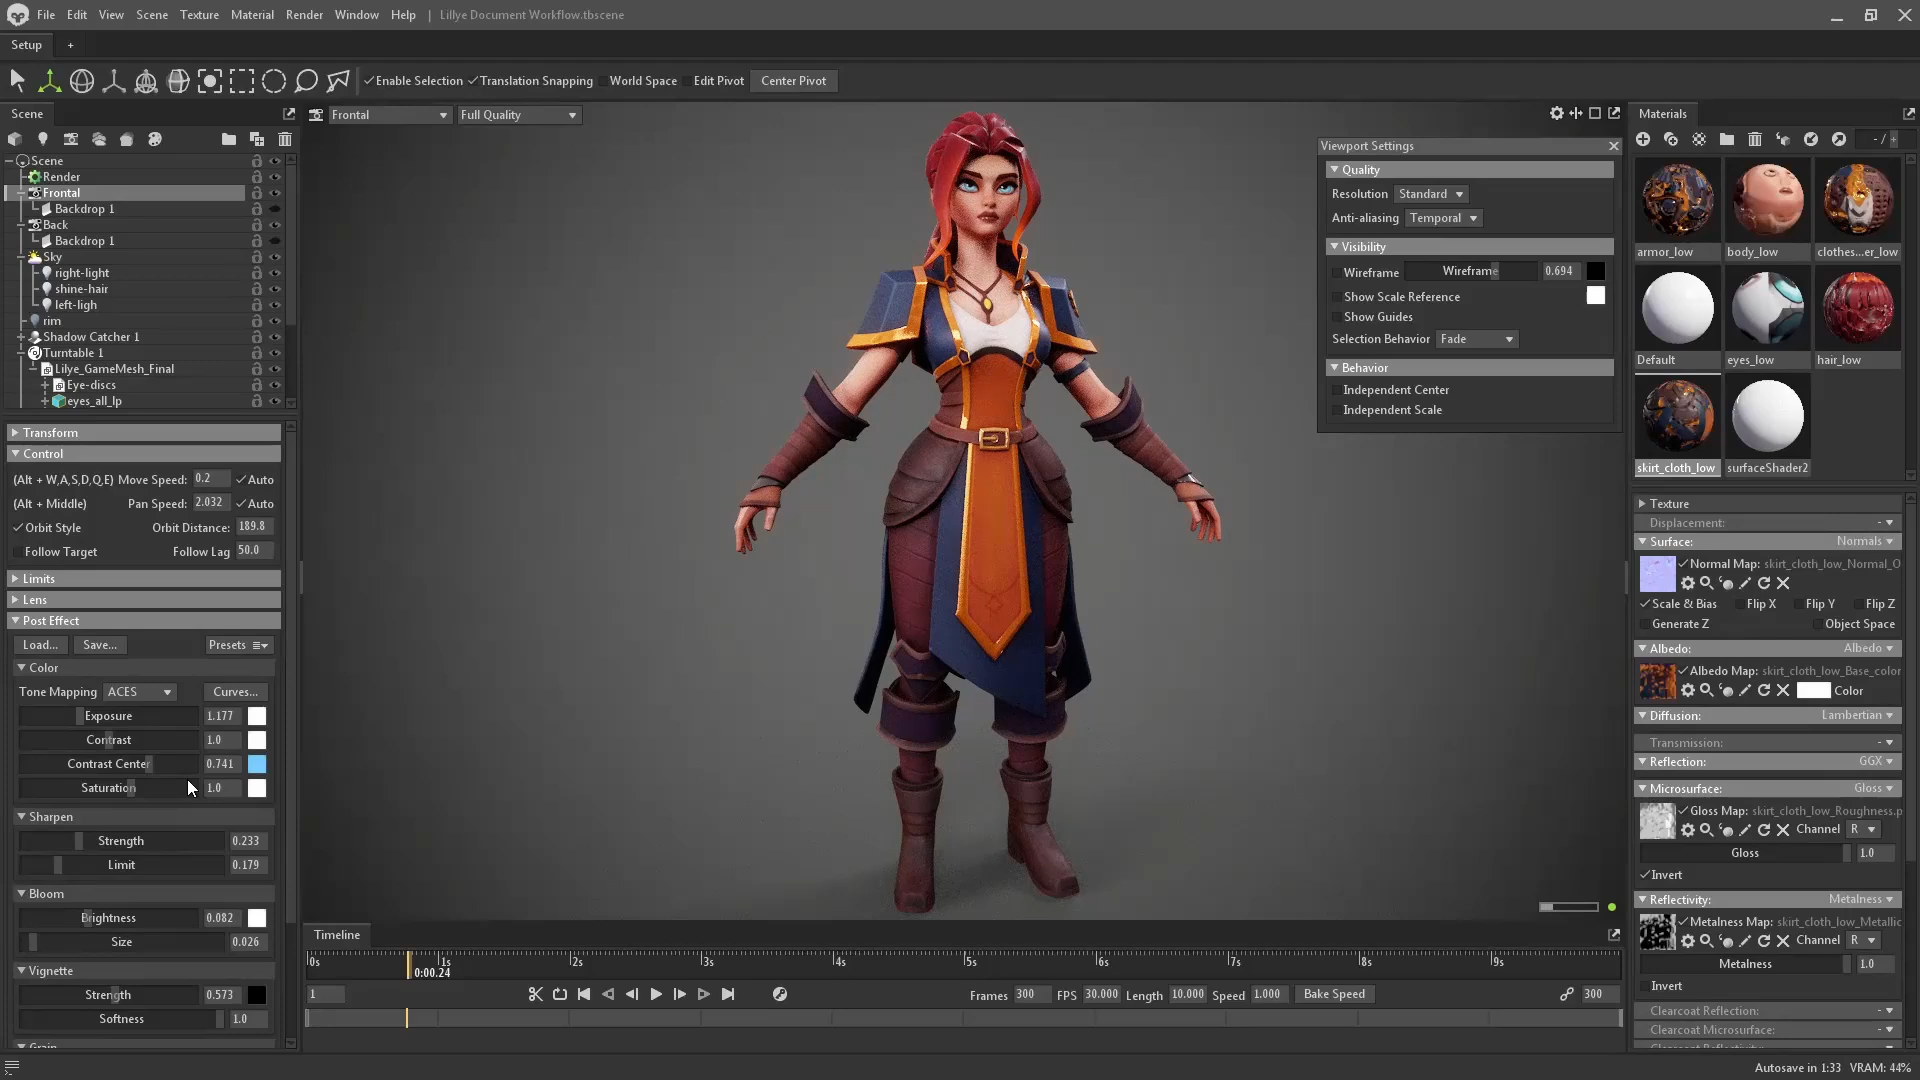 File Edit View Scene Texture Material Render Window Help | Lillye Document Workflow.tbscene
Setup +
Enable Selection Translation Snapping World Space Edit Pivot Center Pivot
Scene
Scene
Render
Frontal
Backdrop 1
Back
Backdrop 1
Sky
right-light
shine-hair
left-ligh
rim
Shadow Catcher 1
Turntable 1
Lilye_GameMesh_Final
Eye-discs
eyes_all_lp
Transform
Control
(Alt + W,A,S,D,Q,E) Move Speed: 0.2 Auto
(Alt + Middle) Pan Speed: 2.032 Auto
Orbit Style Orbit Distance: 189.8
Follow Target Follow Lag 50.0
Limits
Lens
Post Effect
Load... Save... Presets
Color
Tone Mapping ACES Curves...
Exposure 1.177
Contrast 1.0
Contrast Center 0.741
Saturation 1.0
Sharpen
Strength 0.233
Limit 0.179
Bloom
Brightness 0.082
Size 0.026
Vignette
Strength 0.573
Softness 1.0
Grain
Frontal Full Quality
Viewport Settings
Quality
Resolution Standard
Anti-aliasing Temporal
Visibility
Wireframe Wireframe 0.694
Show Scale Reference
Show Guides
Selection Behavior Fade
Behavior
Independent Center
Independent Scale
Timeline
0s 1s 2s 3s 4s 5s 6s 7s 8s 9s
0:00.24
1 Frames 300 FPS 30.000 Length 10.000 Speed 1.000 Bake Speed 300
Materials
- / +
armor_low body_low clothes...er_low
Default eyes_low hair_low
skirt_cloth_low surfaceShader2
Texture
Displacement: -
Surface: Normals
Normal Map: skirt_cloth_low_Normal_O
Scale & Bias Flip X Flip Y Flip Z
Generate Z Object Space
Albedo: Albedo
Albedo Map: skirt_cloth_low_Base_color
Color
Diffusion: Lambertian
Transmission: -
Reflection: GGX
Microsurface: Gloss
Gloss Map: skirt_cloth_low_Roughness.p
Channel R
Gloss 1.0
Invert
Reflectivity: Metalness
Metalness Map: skirt_cloth_low_Metallic
Channel R
Metalness 1.0
Invert
Clearcoat Reflection: -
Clearcoat Microsurface: -
Clearcoat Reflectivity: -
Autosave in 1:33 VRAM: 44%